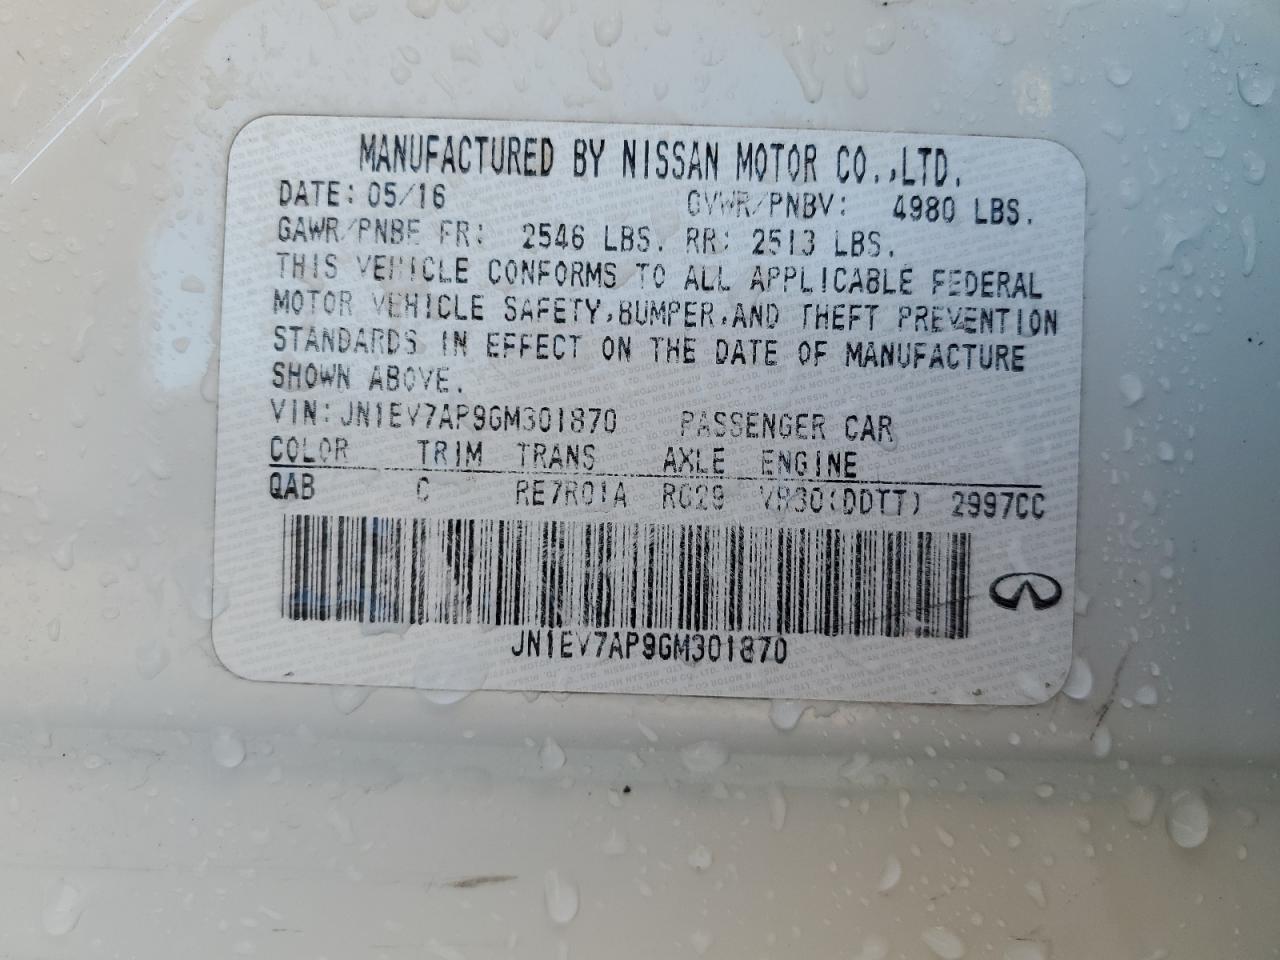 MANUFACTURED BY NISSAN MOTOR CO.,LTD.
DATE: 05/16 GVWR/PNBV: 4980 LBS.
GAWR/PNBE FR: 2546 LBS. RR: 2513 LBS.
THIS VEHICLE CONFORMS TO ALL APPLICABLE FEDERAL
MOTOR VEHICLE SAFETY,BUMPER,AND THEFT PREVENTION
STANDARDS IN EFFECT ON THE DATE OF MANUFACTURE
SHOWN ABOVE.
VIN: JN1EV7AP9GM301870 PASSENGER CAR
COLOR TRIM TRANS AXLE ENGINE
QAB C RE7R01A RC29 VR30(DDTT) 2997CC
JN1EV7AP9GM301870